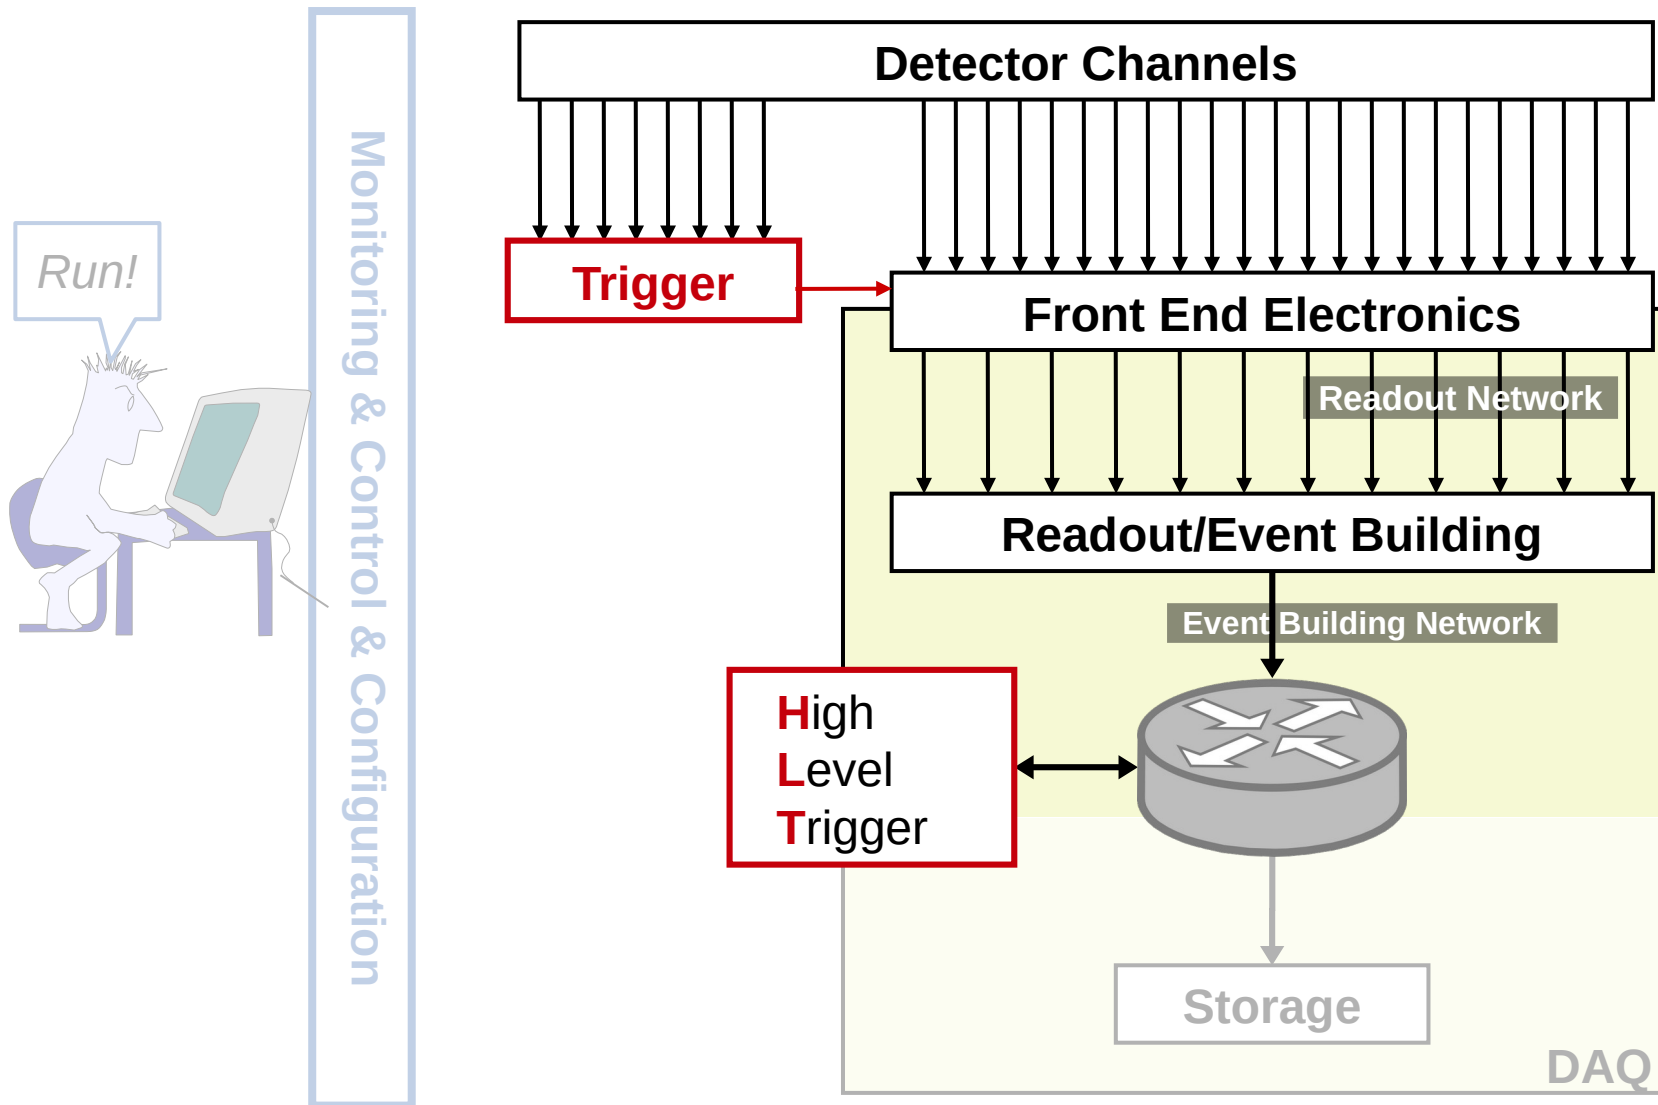 Detector Channels
Monitoring & Control & Configuration
Run!
Trigger
Front End Electronics
Readout Network
Readout/Event Building
Event Building Network
High
Level
Trigger
Storage
DAQ